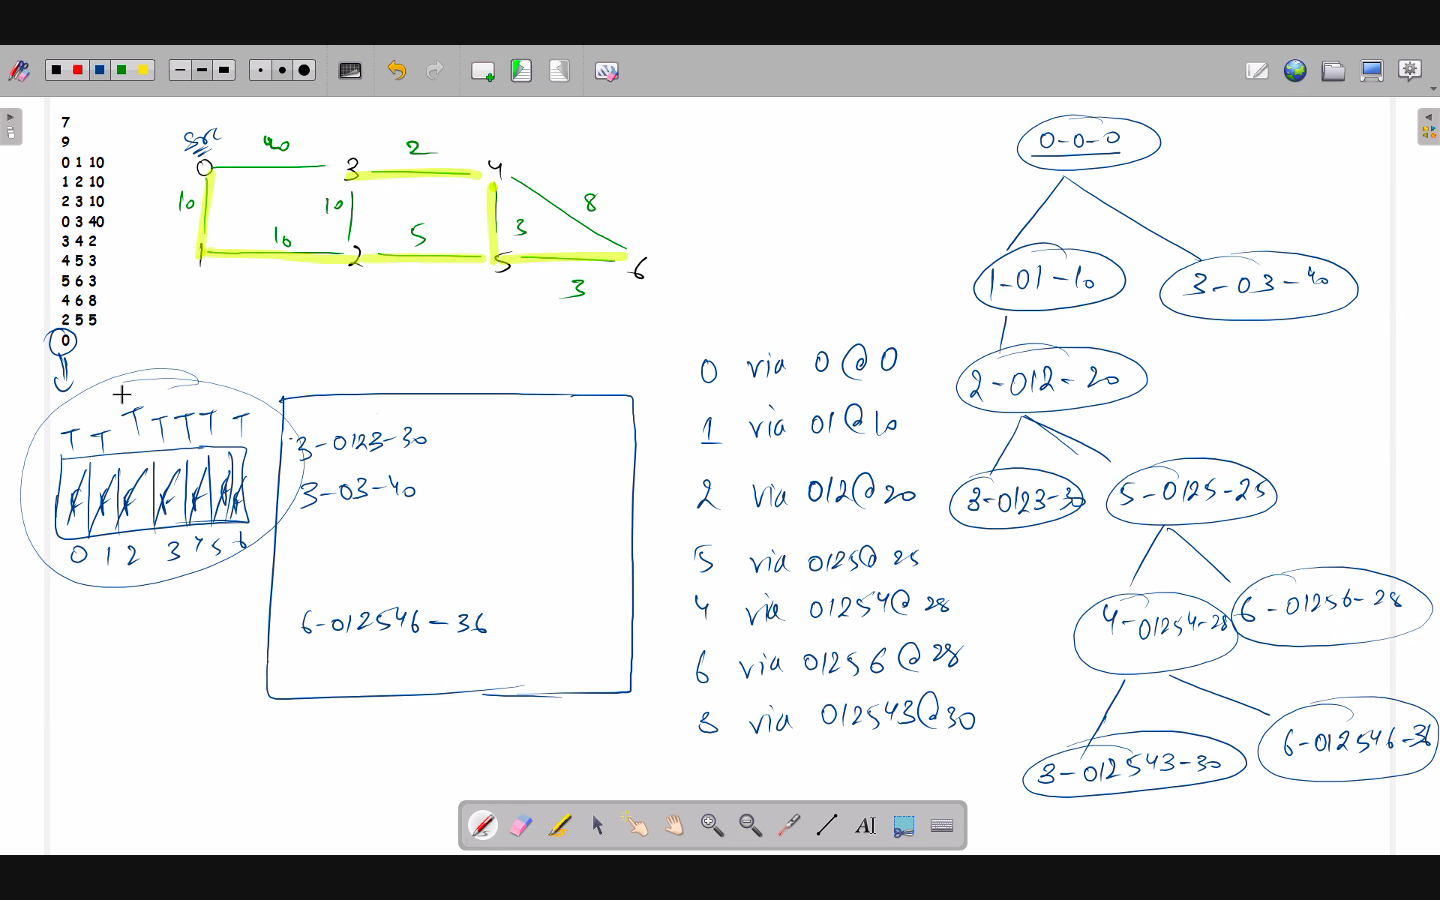 7
9
0 1 10
1 2 10
2 3 10
0 3 40
3 4 2
4 5 3
5 6 3
4 6 8
2 5 5
0
src
0 40 3 2 4
10 10 3 8
1 10 2 5 5 6
3
T T T T T T T
F F F F F F F
0 1 2 3 4 5 6
3-0123-30
3-03-40
6-012546-36
0 via 0@0
1 via 01@10
2 via 012@20
5 via 0125@25
4 via 01254@28
6 via 01256@28
3 via 012543@30
0-0-0
1-01-10
3-03-40
2-012-20
3-0123-30
5-0125-25
4-01254-28
6-01256-28
3-012543-30
6-012546-36
AI